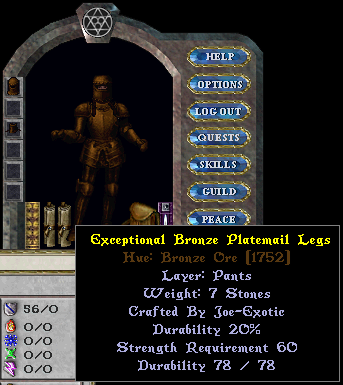 HELP
OPTIONS
LOG OUT
QUESTS
SKILLS
GUILD
PEACE
Exceptional Bronze Platemail Legs
Hue: Bronze Ore [1752]
Layer: Pants
Weight: 7 Stones
Crafted By Joe-Exotic
Durability 20%
Strength Requirement 60
Durability 78 / 78
56/0
0/0
0/0
0/0
0/0